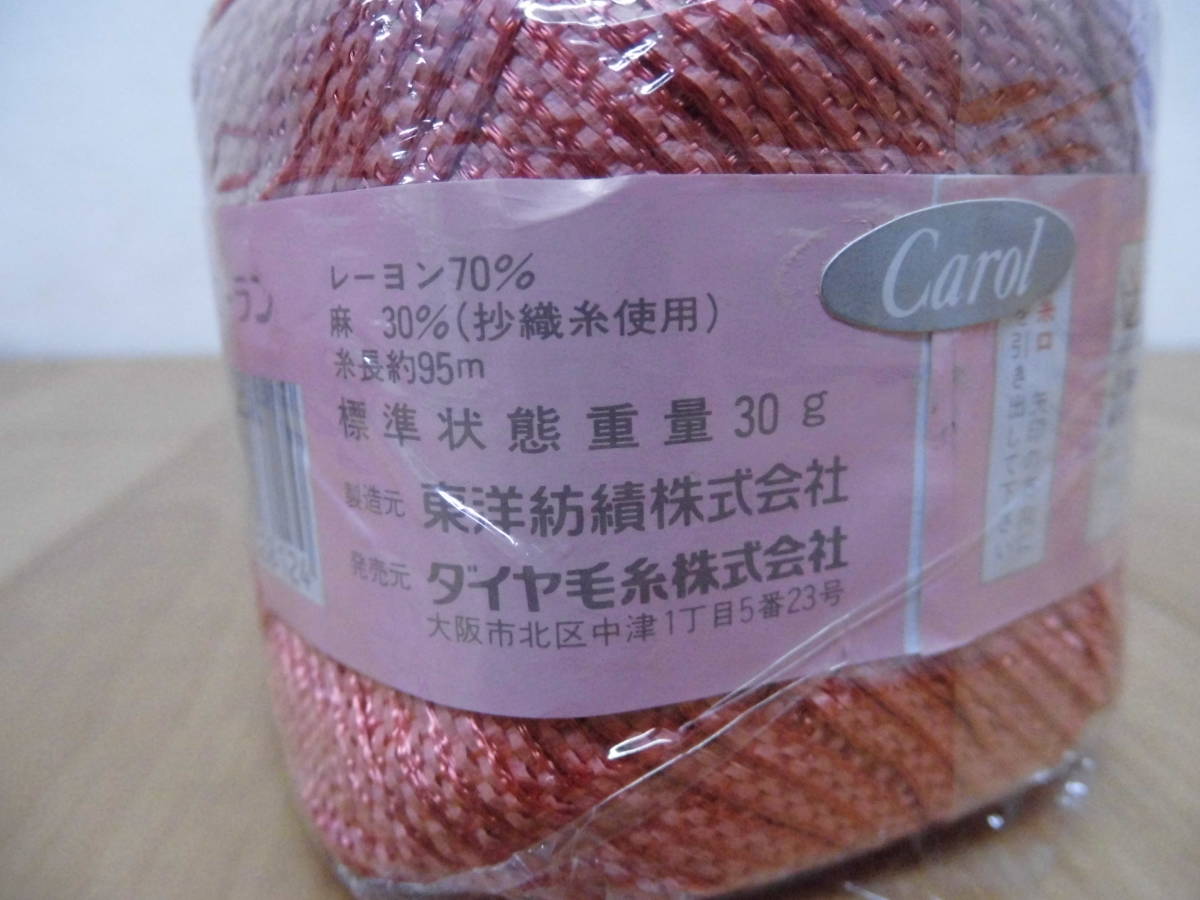 ラン
レーヨン70%
麻 30%(抄織糸使用)
糸長約95m
標準状態重量30g
製造元 東洋紡績株式会社
発売元 ダイヤ毛糸株式会社
大阪市北区中津1丁目5番23号
Carol